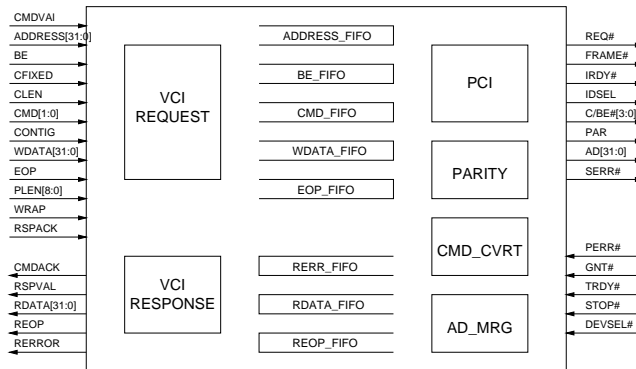 CMDVAI
ADDRESS[31:0]
BE
CFIXED
CLEN
CMD[1:0]
CONTIG
WDATA[31:0]
EOP
PLEN[8:0]
WRAP
RSPACK
CMDACK
RSPVAL
RDATA[31:0]
REOP
RERROR
VCI
REQUEST
VCI
RESPONSE
ADDRESS_FIFO
BE_FIFO
CMD_FIFO
WDATA_FIFO
EOP_FIFO
RERR_FIFO
RDATA_FIFO
REOP_FIFO
PCI
PARITY
CMD_CVRT
AD_MRG
REQ#
FRAME#
IRDY#
IDSEL
C/BE#[3:0]
PAR
AD[31:0]
SERR#
PERR#
GNT#
TRDY#
STOP#
DEVSEL#